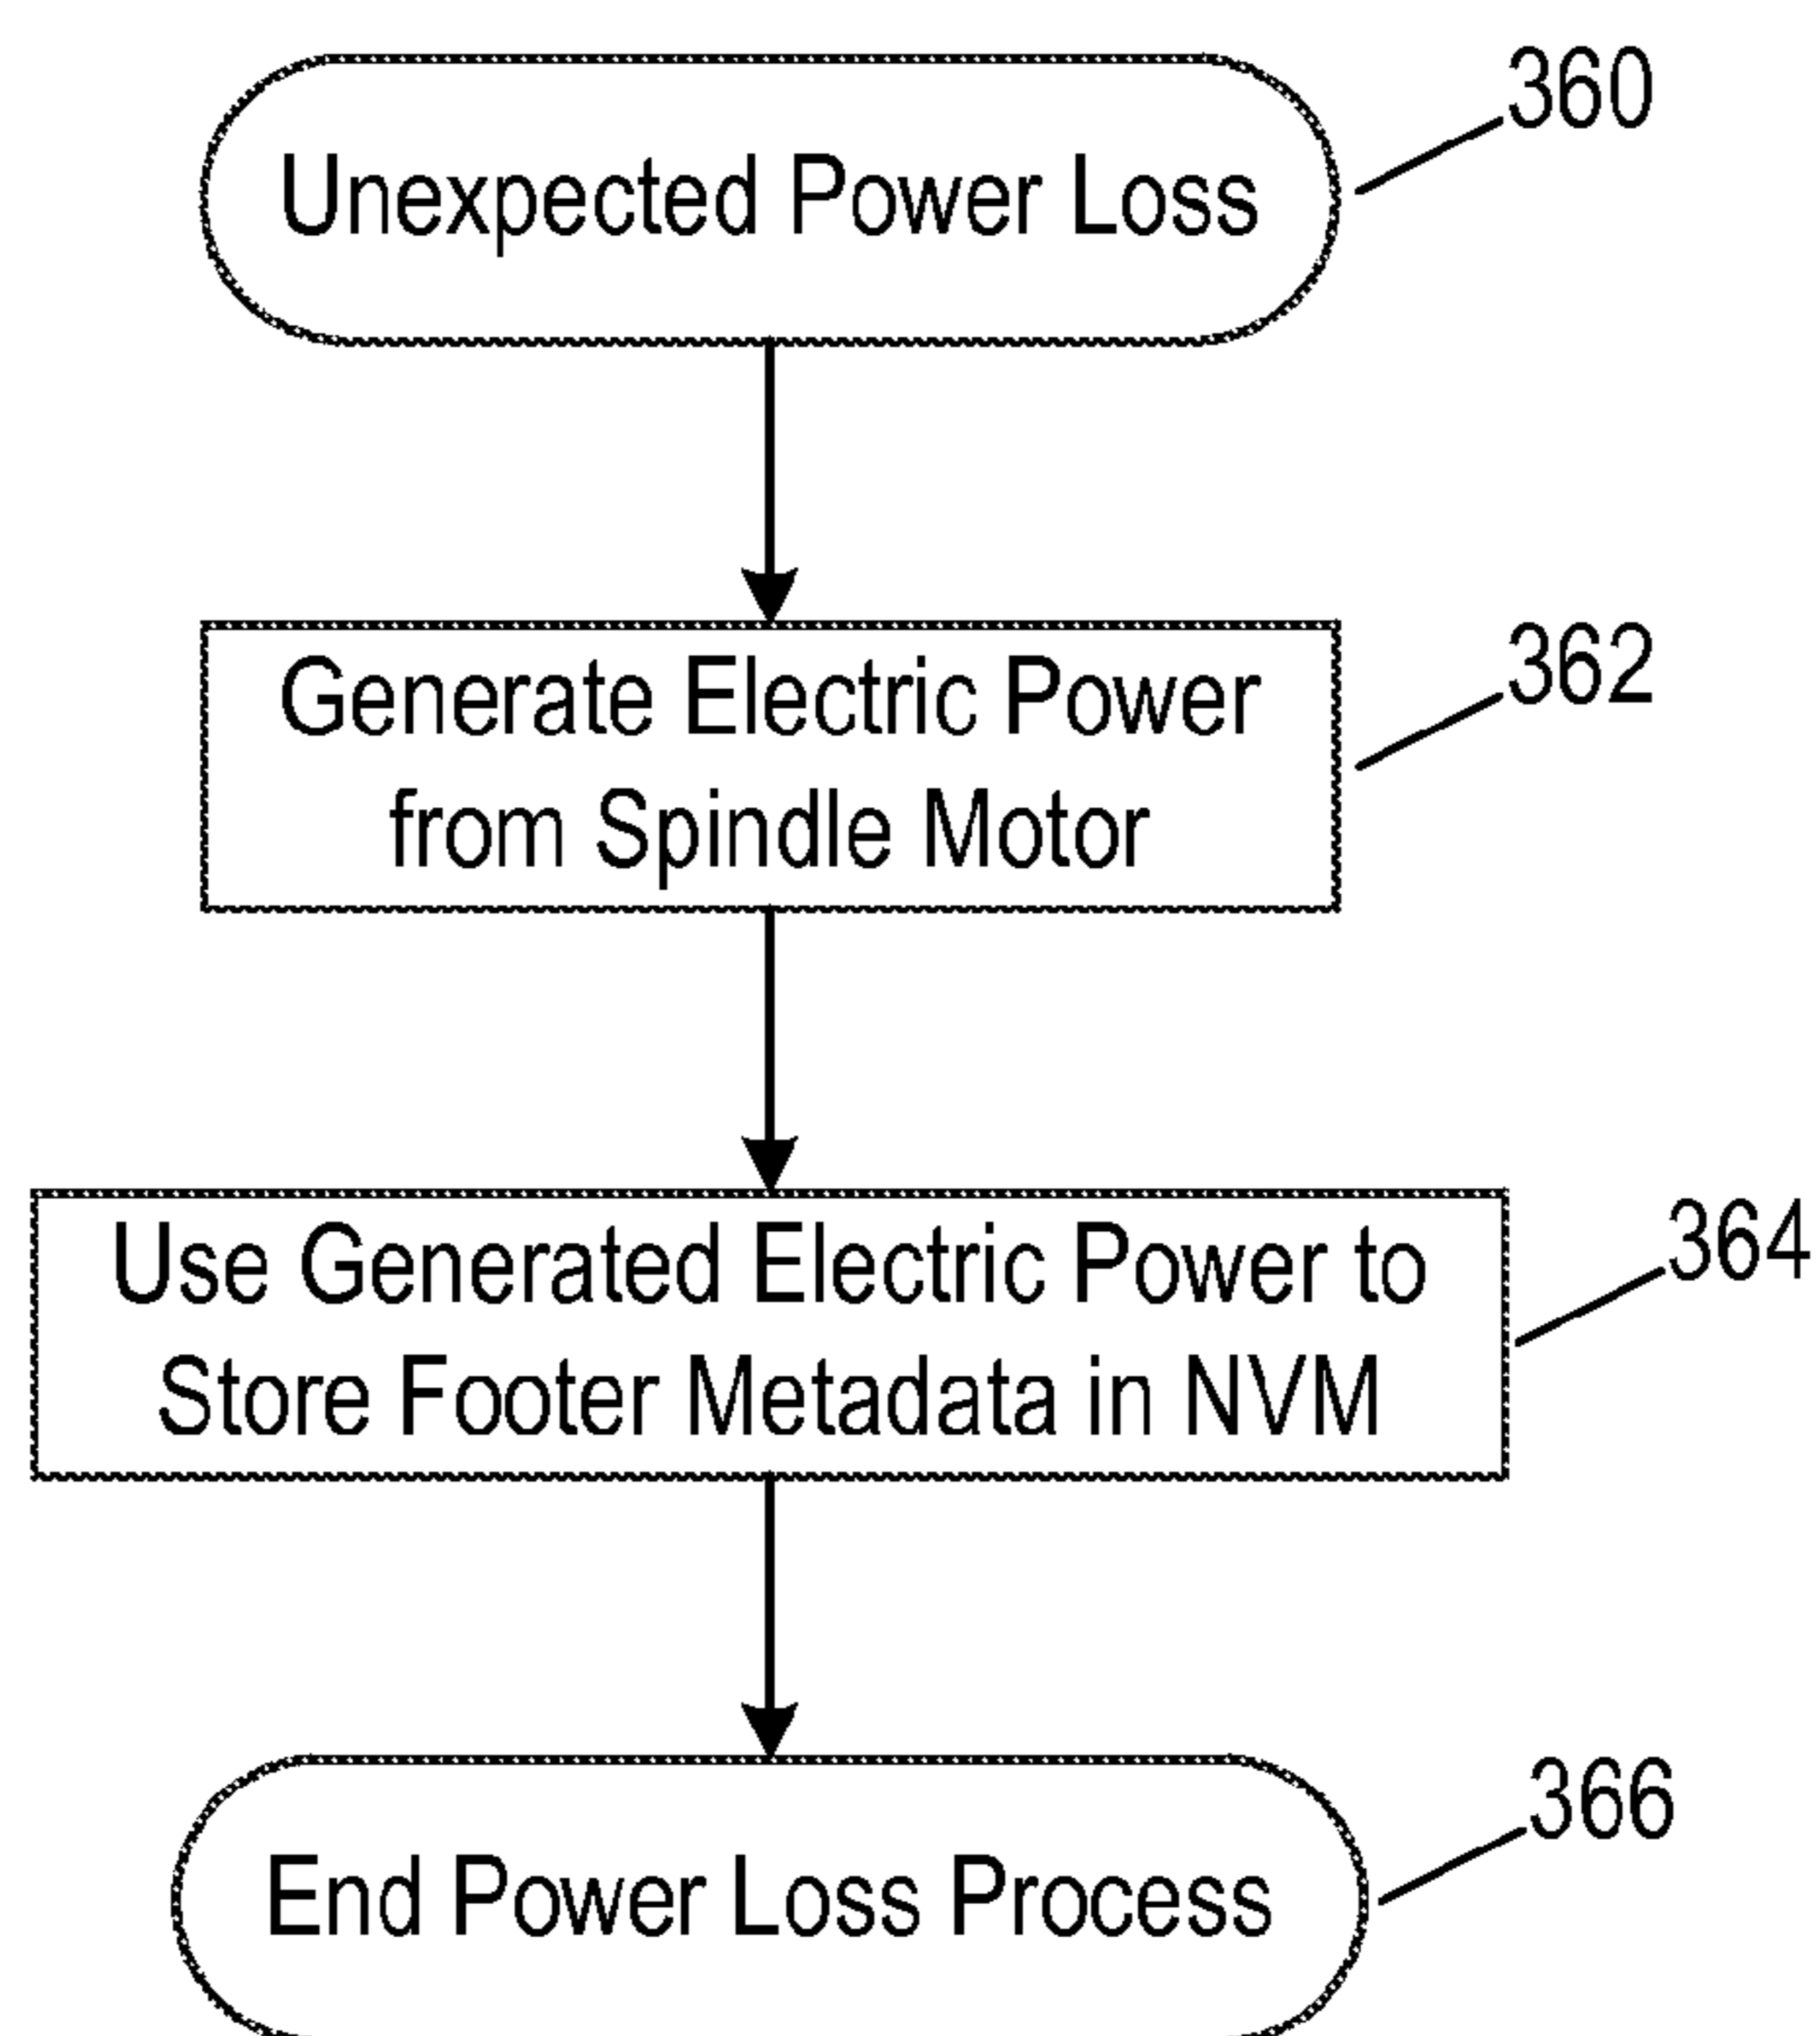 360
Unexpected Power Loss
362
Generate Electric Power
from Spindle Motor
364
Use Generated Electric Power to
Store Footer Metadata in NVM
366
End Power Loss Process